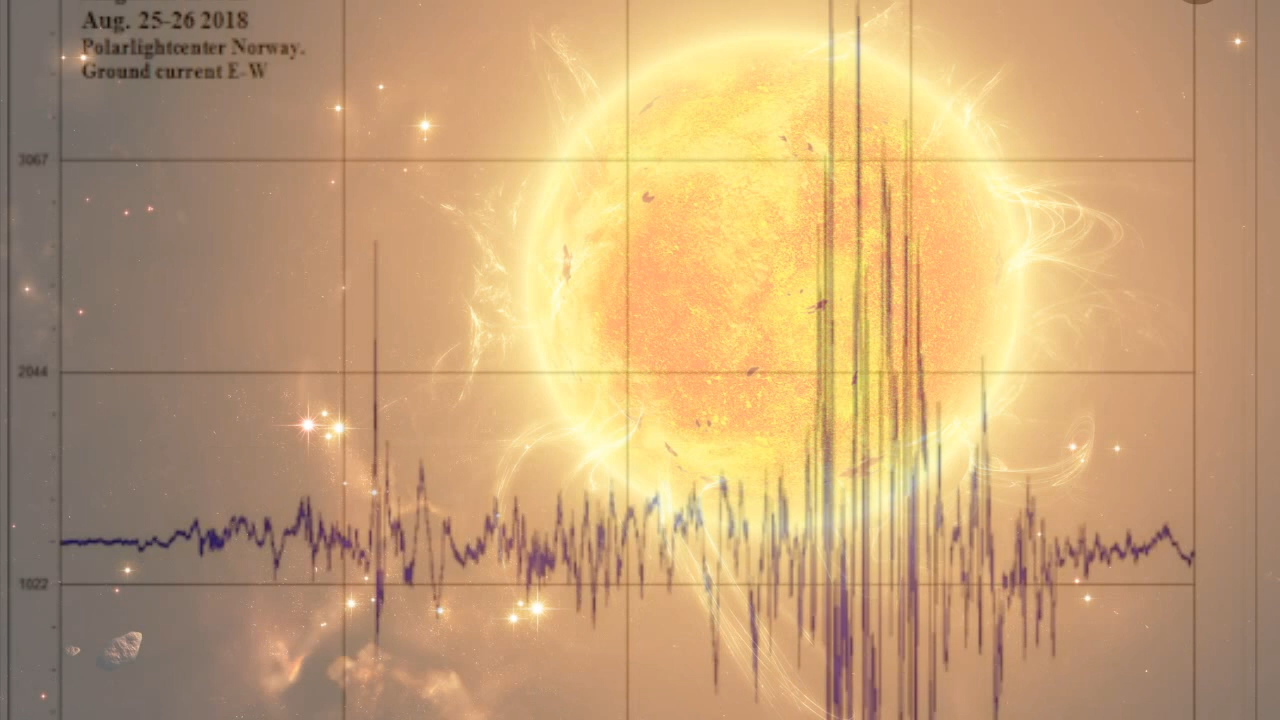 Aug. 25-26 2018
Polarlightcenter Norway.
Ground current E-W
3067
2044
1022